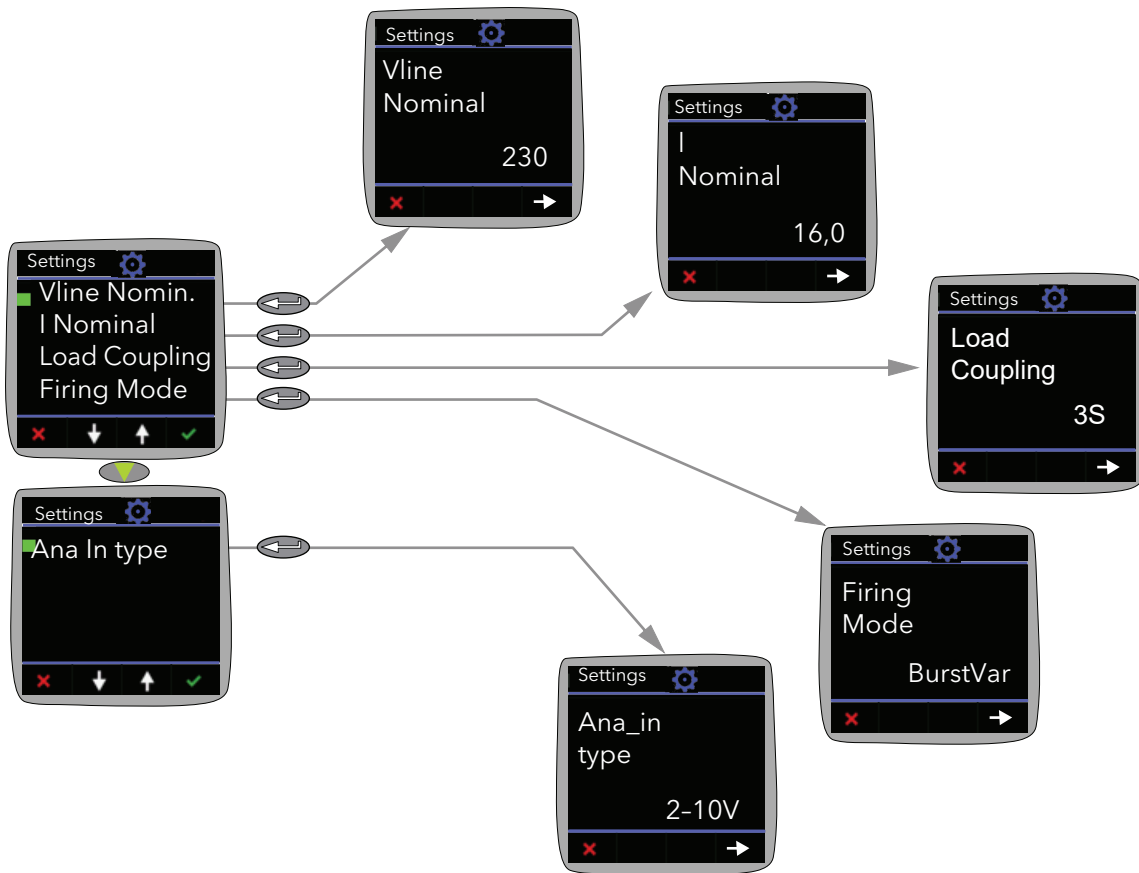 Settings
Vline
Nominal
230
Settings
I
Nominal
16,0
Settings
Vline Nomin.
I Nominal
Load Coupling
Firing Mode
Settings
Load
Coupling
3S
Settings
Ana In type
Settings
Firing
Mode
BurstVar
Settings
Ana_in
type
2–10V